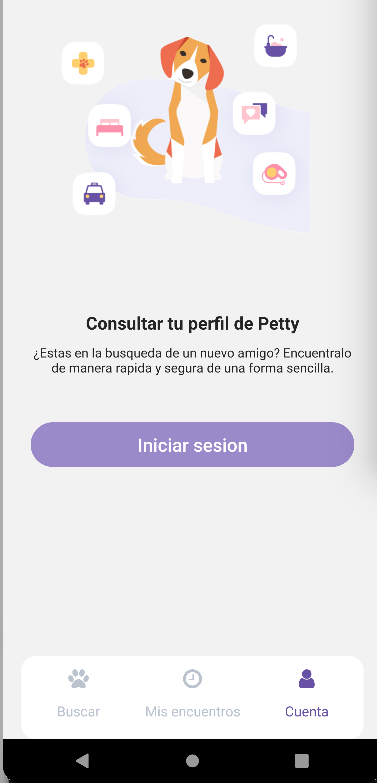 Consultar tu perfil de Petty
¿Estas en la busqueda de un nuevo amigo? Encuentralo
de manera rapida y segura de una forma sencilla.
Iniciar sesion
Buscar
Mis encuentros
Cuenta